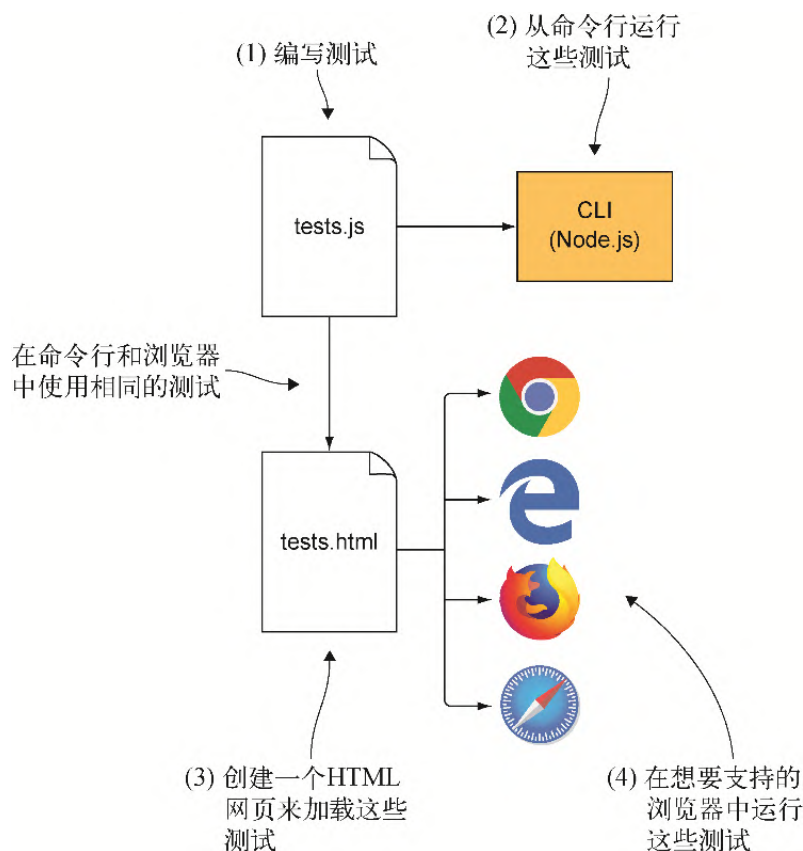 (1) 编写测试
(2) 从命令行运行
这些测试
tests.js
CLI
(Node.js)
在命令行和浏览器
中使用相同的测试
tests.html
(3) 创建一个HTML
网页来加载这些
测试
(4) 在想要支持的
浏览器中运行
这些测试